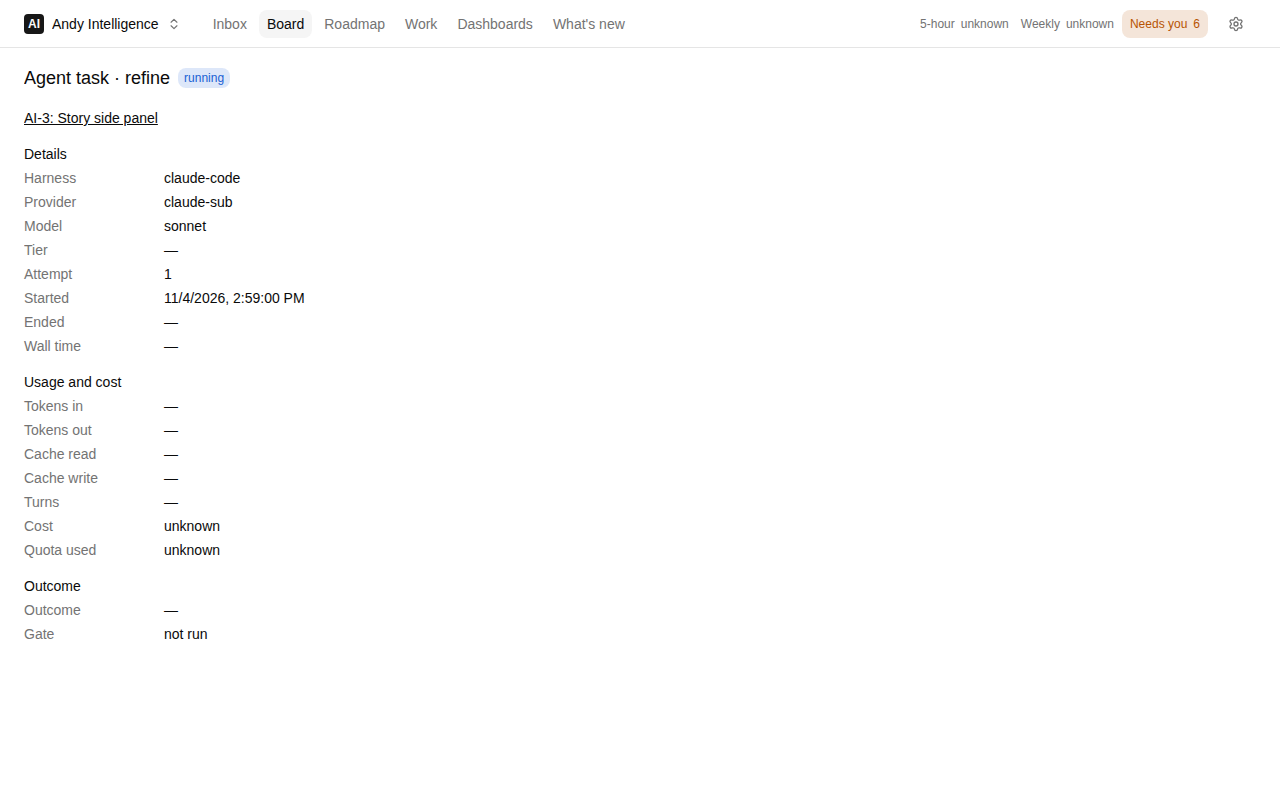 AI Andy Intelligence Inbox Board Roadmap Work Dashboards What's new 5-hour unknown Weekly unknown Needs you 6
Agent task · refine running
AI-3: Story side panel
Details
Harness claude-code
Provider claude-sub
Model sonnet
Tier —
Attempt 1
Started 11/4/2026, 2:59:00 PM
Ended —
Wall time —
Usage and cost
Tokens in —
Tokens out —
Cache read —
Cache write —
Turns —
Cost unknown
Quota used unknown
Outcome
Outcome —
Gate not run